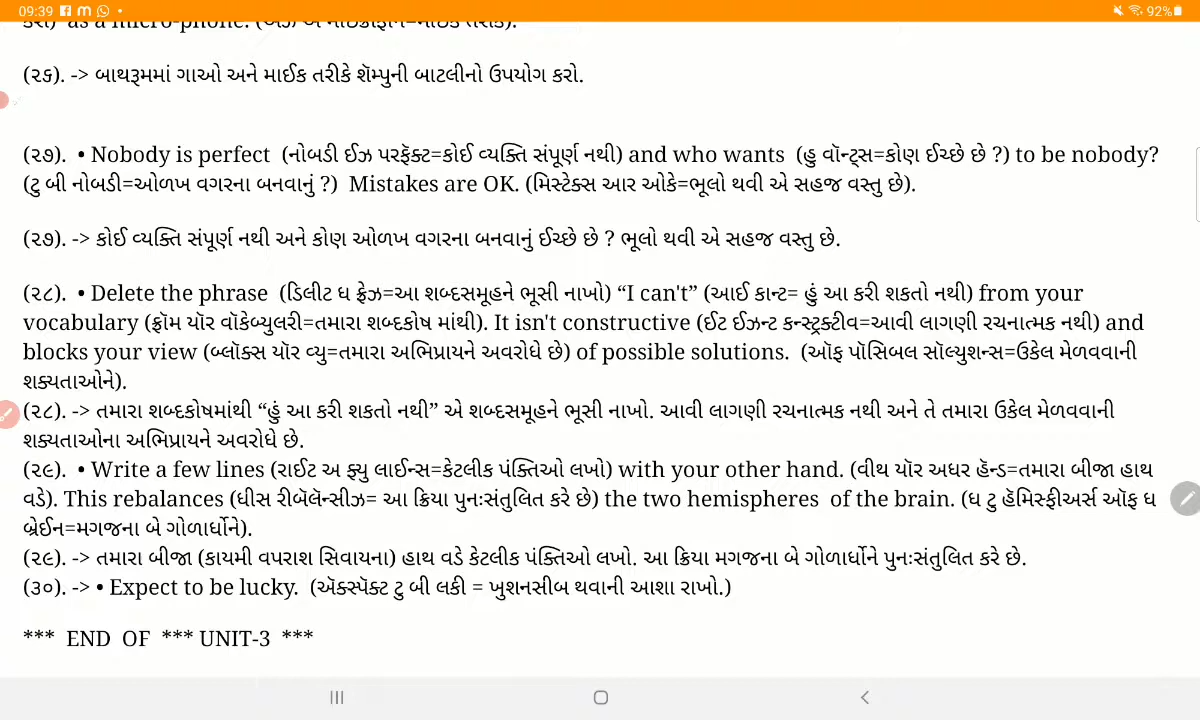 09:39
92%
as a micro-phone.
(૨૬). -> બાથરૂમમાં ગાઓ અને માઈક તરીકે શૅમ્પુની બાટલીનો ઉપયોગ કરો.
(૨૭). • Nobody is perfect (નોબડી ઈઝ પરફૅક્ટ=કોઈ વ્યક્તિ સંપૂર્ણ નથી) and who wants (હુ વૉન્ટ્સ=કોણ ઈચ્છે છે ?) to be nobody?
(ટુ બી નોબડી=ઓળખ વગરના બનવાનું ?) Mistakes are OK. (મિસ્ટેક્સ આર ઓકે=ભૂલો થવી એ સહજ વસ્તુ છે).
(૨૭). -> કોઈ વ્યક્તિ સંપૂર્ણ નથી અને કોણ ઓળખ વગરના બનવાનું ઈચ્છે છે ? ભૂલો થવી એ સહજ વસ્તુ છે.
(૨૮). • Delete the phrase (ડિલીટ ધ ફ્રેઝ=આ શબ્દસમૂહને ભૂસી નાખો) “I can't” (આઈ કાન્ટ= હું આ કરી શકતો નથી) from your
vocabulary (ફ્રૉમ યૉર વૉકેબ્યુલરી=તમારા શબ્દકોષ માંથી). It isn't constructive (ઈટ ઈઝન્ટ કન્સ્ટ્રક્ટીવ=આવી લાગણી રચનાત્મક નથી) and
blocks your view (બ્લૉક્સ યૉર વ્યુ=તમારા અભિપ્રાયને અવરોધે છે) of possible solutions. (ઑફ પૉસિબલ સૉલ્યુશન્સ=ઉકેલ મેળવવાની
શક્યતાઓને).
(૨૮). -> તમારા શબ્દકોષમાંથી “હું આ કરી શકતો નથી” એ શબ્દસમૂહને ભૂસી નાખો. આવી લાગણી રચનાત્મક નથી અને તે તમારા ઉકેલ મેળવવાની
શક્યતાઓના અભિપ્રાયને અવરોધે છે.
(૨૯). • Write a few lines (રાઈટ અ ફ્યુ લાઈન્સ=કેટલીક પંક્તિઓ લખો) with your other hand. (વીથ યૉર અધર હૅન્ડ=તમારા બીજા હાથ
વડે). This rebalances (ધીસ રીબૅલૅન્સીઝ= આ ક્રિયા પુનઃસંતુલિત કરે છે) the two hemispheres of the brain. (ધ ટુ હૅમિસ્ફીઅર્સ ઑફ ધ
બ્રેઈન=મગજના બે ગોળાર્ધોને).
(૨૯). -> તમારા બીજા (કાયમી વપરાશ સિવાયના) હાથ વડે કેટલીક પંક્તિઓ લખો. આ ક્રિયા મગજના બે ગોળાર્ધોને પુનઃસંતુલિત કરે છે.
(૩૦). -> • Expect to be lucky. (ઍક્સ્પૅક્ટ ટુ બી લકી = ખુશનસીબ થવાની આશા રાખો.)
*** END OF *** UNIT-3 ***